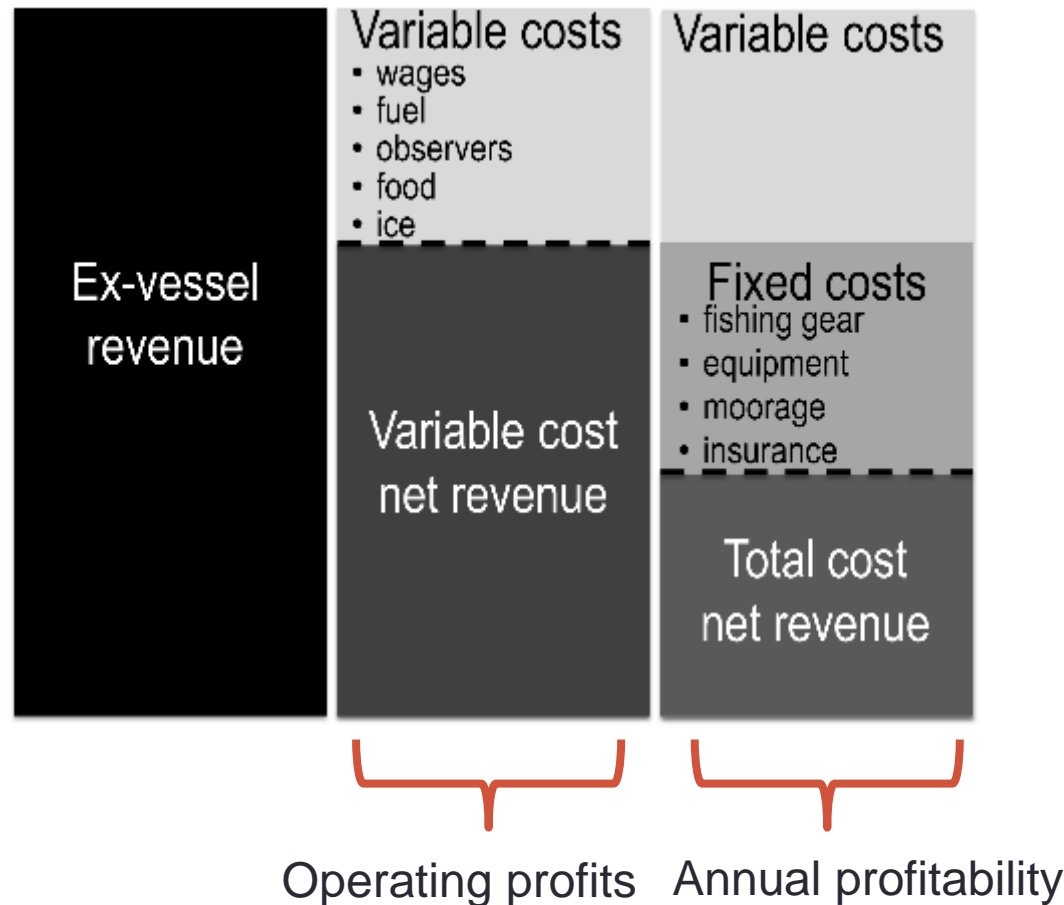 Ex-vessel
revenue
Variable costs
▪ wages
• fuel
• observers
• food
• ice
Variable cost
net revenue
Variable costs
Fixed costs
▪ fishing gear
▪ equipment
▪ moorage
• insurance
Total cost
net revenue
Operating profits
Annual profitability